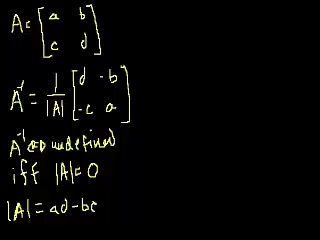 A = [a b
c d]
A⁻¹ = 1/|A| [d -b
-c a]
A⁻¹ undefined
iff |A| = 0
|A| = ad - bc